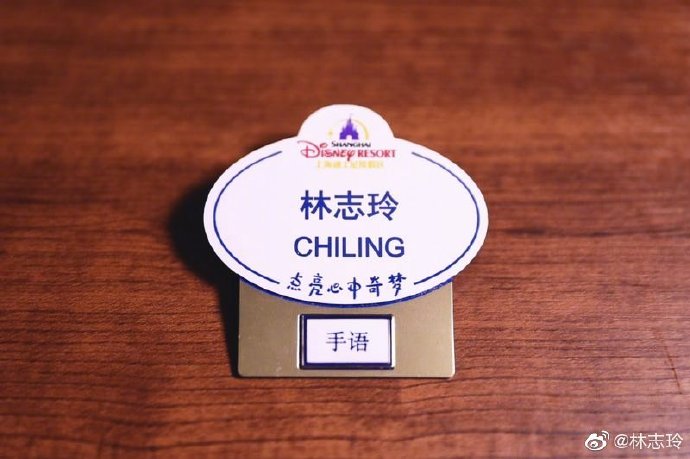 SHANGHAI
DISNEY RESORT
上海迪士尼度假区
林志玲
CHILING
点亮心中奇梦
手语
@林志玲